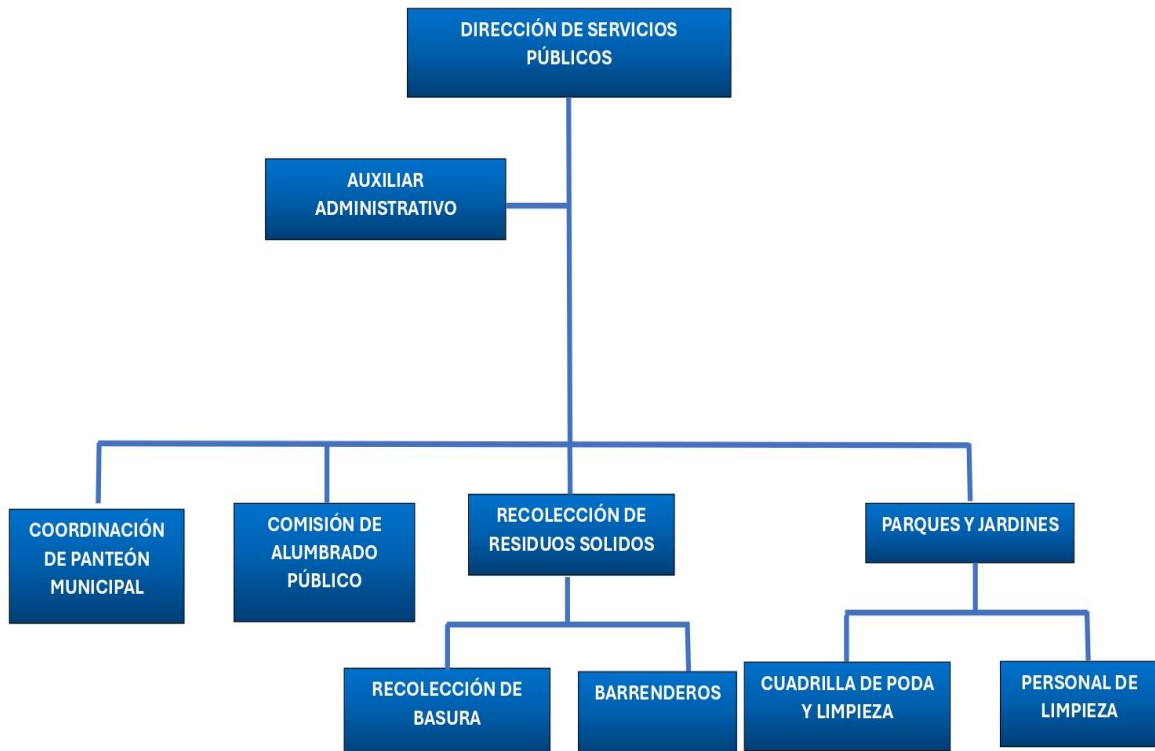 DIRECCIÓN DE SERVICIOS
PÚBLICOS
AUXILIAR
ADMINISTRATIVO
COORDINACIÓN
DE PANTEÓN
MUNICIPAL
COMISIÓN DE
ALUMBRADO
PÚBLICO
RECOLECCIÓN DE
RESIDUOS SOLIDOS
PARQUES Y JARDINES
RECOLECCIÓN DE
BASURA
BARRENDEROS
CUADRILLA DE PODA
Y LIMPIEZA
PERSONAL DE
LIMPIEZA